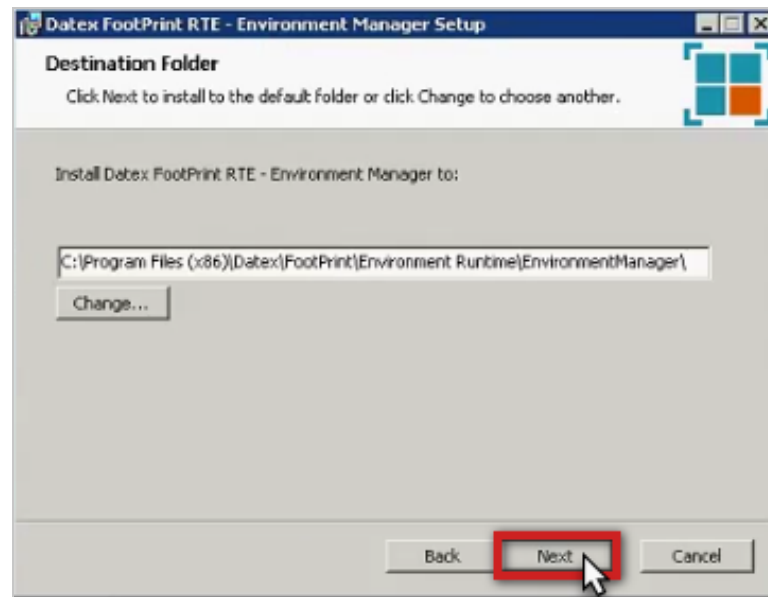 Datex FootPrint RTE - Environment Manager Setup
Destination Folder
Click Next to install to the default folder or click Change to choose another.
Install Datex FootPrint RTE - Environment Manager to:
C:\Program Files (x86)\Datex\FootPrint\Environment Runtime\EnvironmentManager\
Change...
Back Next Cancel